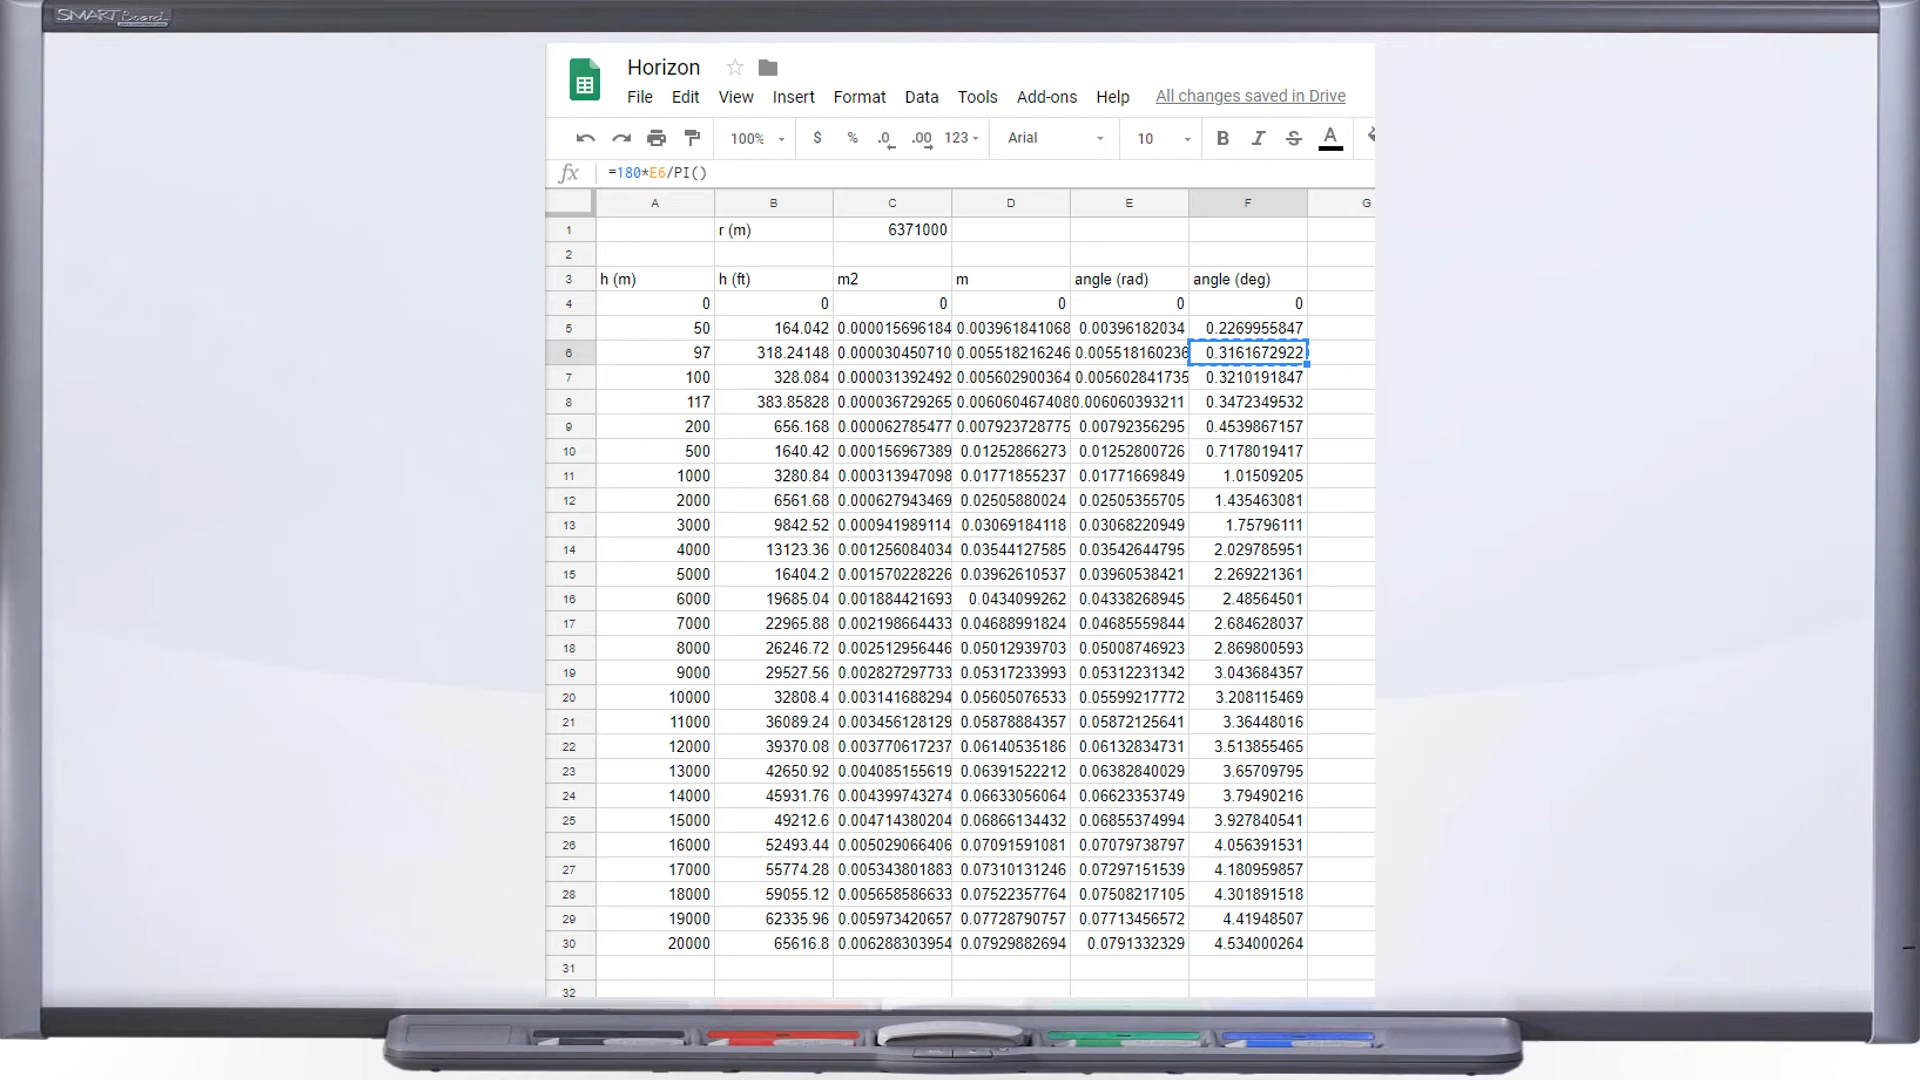 SMART Board
Horizon
File Edit View Insert Format Data Tools Add-ons Help All changes saved in Drive
100% $ % .0 .00 123 Arial 10 B I S A
fx =180*E6/PI()
A B C D E F G
1 r (m) 6371000
2
3 h (m) h (ft) m2 m angle (rad) angle (deg)
4 0 0 0 0 0 0
5 50 164.042 0.000015696184 0.003961841068 0.00396182034 0.2269955847
6 97 318.24148 0.000030450710 0.005518216246 0.005518160236 0.3161672922
7 100 328.084 0.000031392492 0.005602900364 0.005602841735 0.3210191847
8 117 383.85828 0.000036729265 0.006060467408 0.006060393211 0.3472349532
9 200 656.168 0.000062785477 0.007923728775 0.00792356295 0.4539867157
10 500 1640.42 0.000156967389 0.01252866273 0.01252800726 0.7178019417
11 1000 3280.84 0.000313947098 0.01771855237 0.01771669849 1.01509205
12 2000 6561.68 0.000627943469 0.02505880024 0.02505355705 1.435463081
13 3000 9842.52 0.000941989114 0.03069184118 0.03068220949 1.75796111
14 4000 13123.36 0.001256084034 0.03544127585 0.03542644795 2.029785951
15 5000 16404.2 0.001570228226 0.03962610537 0.03960538421 2.269221361
16 6000 19685.04 0.001884421693 0.0434099262 0.04338268945 2.48564501
17 7000 22965.88 0.002198664433 0.04688991824 0.04685559844 2.684628037
18 8000 26246.72 0.002512956446 0.05012939703 0.05008746923 2.869800593
19 9000 29527.56 0.002827297733 0.05317233993 0.05312231342 3.043684357
20 10000 32808.4 0.003141688294 0.05605076533 0.05599217772 3.208115469
21 11000 36089.24 0.003456128129 0.05878884357 0.05872125641 3.36448016
22 12000 39370.08 0.003770617237 0.06140535186 0.06132834731 3.513855465
23 13000 42650.92 0.004085155619 0.06391522212 0.06382840029 3.65709795
24 14000 45931.76 0.004399743274 0.06633056064 0.06623353749 3.79490216
25 15000 49212.6 0.004714380204 0.06866134432 0.06855374994 3.927840541
26 16000 52493.44 0.005029066406 0.07091591081 0.07079738797 4.056391531
27 17000 55774.28 0.005343801883 0.07310131246 0.07297151539 4.180959857
28 18000 59055.12 0.005658586633 0.07522357764 0.07508217105 4.301891518
29 19000 62335.96 0.005973420657 0.07728790757 0.07713456572 4.41948507
30 20000 65616.8 0.006288303954 0.07929882694 0.0791332329 4.534000264
31
32